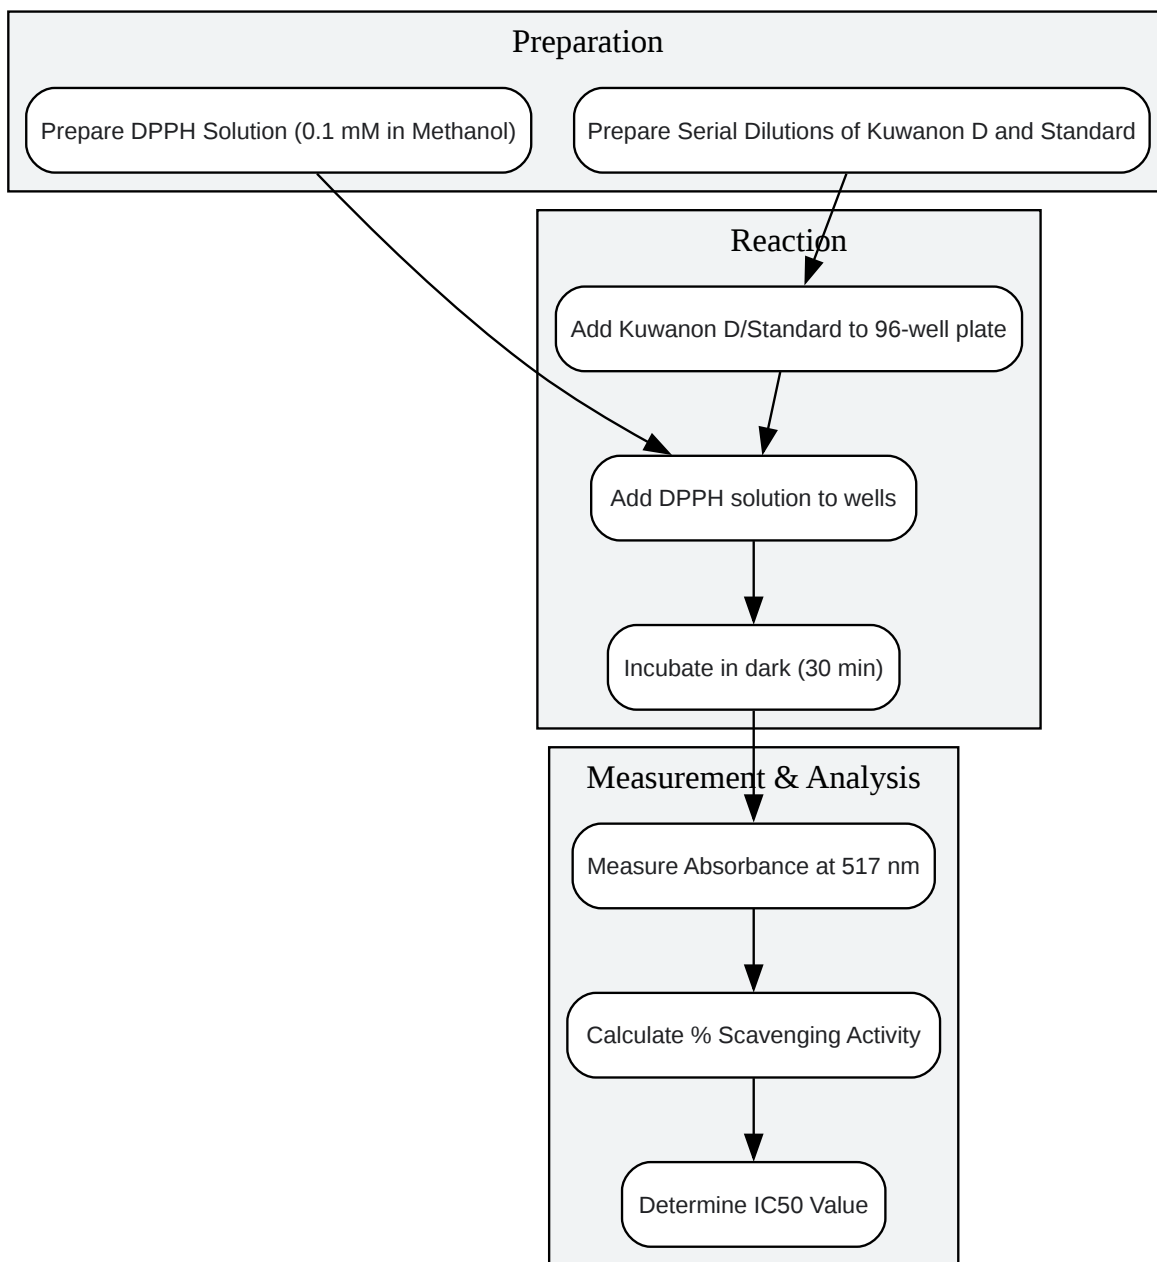 Preparation
Prepare DPPH Solution (0.1 mM in Methanol)
Prepare Serial Dilutions of Kuwanon D and Standard
Reaction
Add Kuwanon D/Standard to 96-well plate
Add DPPH solution to wells
Incubate in dark (30 min)
Measurement & Analysis
Measure Absorbance at 517 nm
Calculate % Scavenging Activity
Determine IC50 Value